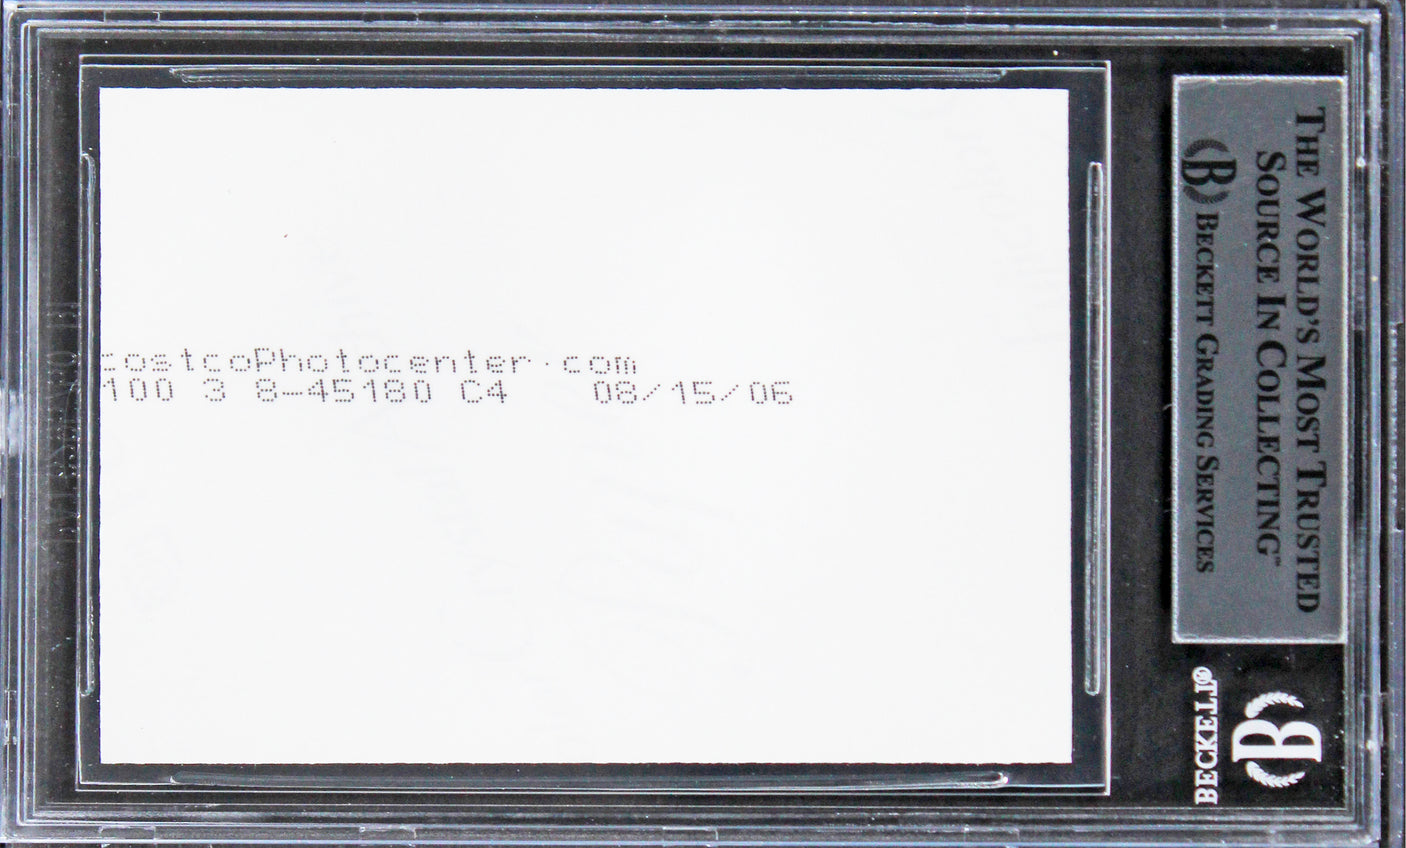 costcoPhotocenter.com
100 3 8-45180 C4 08/15/06
THE WORLD'S MOST TRUSTED
SOURCE IN COLLECTING™
B BECKETT GRADING SERVICES
BECKETT®
B